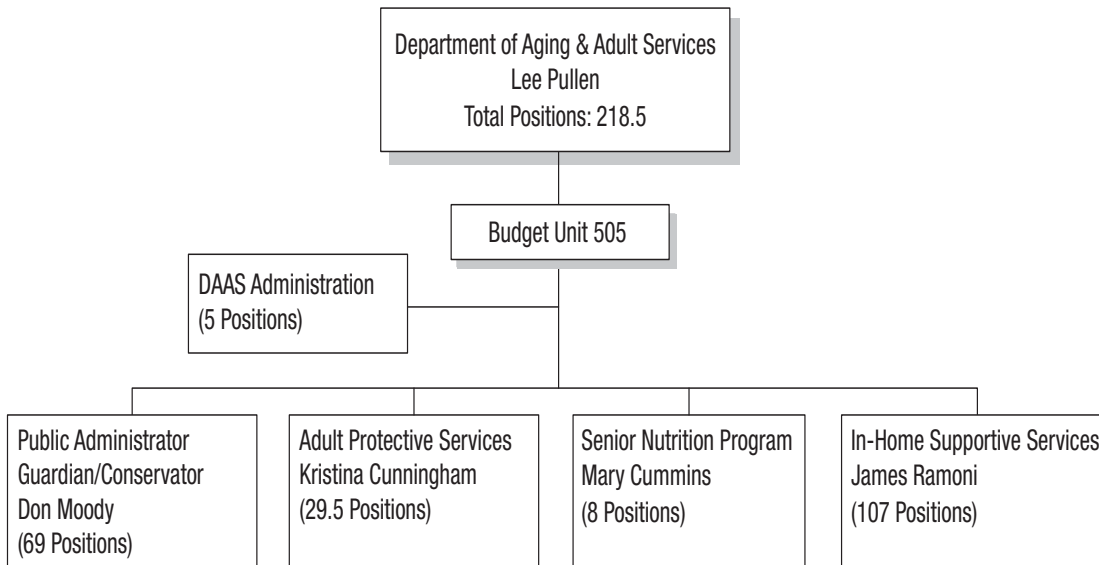 Department of Aging & Adult Services
Lee Pullen
Total Positions: 218.5
Budget Unit 505
DAAS Administration
(5 Positions)
Public Administrator
Guardian/Conservator
Don Moody
(69 Positions)
Adult Protective Services
Kristina Cunningham
(29.5 Positions)
Senior Nutrition Program
Mary Cummins
(8 Positions)
In-Home Supportive Services
James Ramoni
(107 Positions)